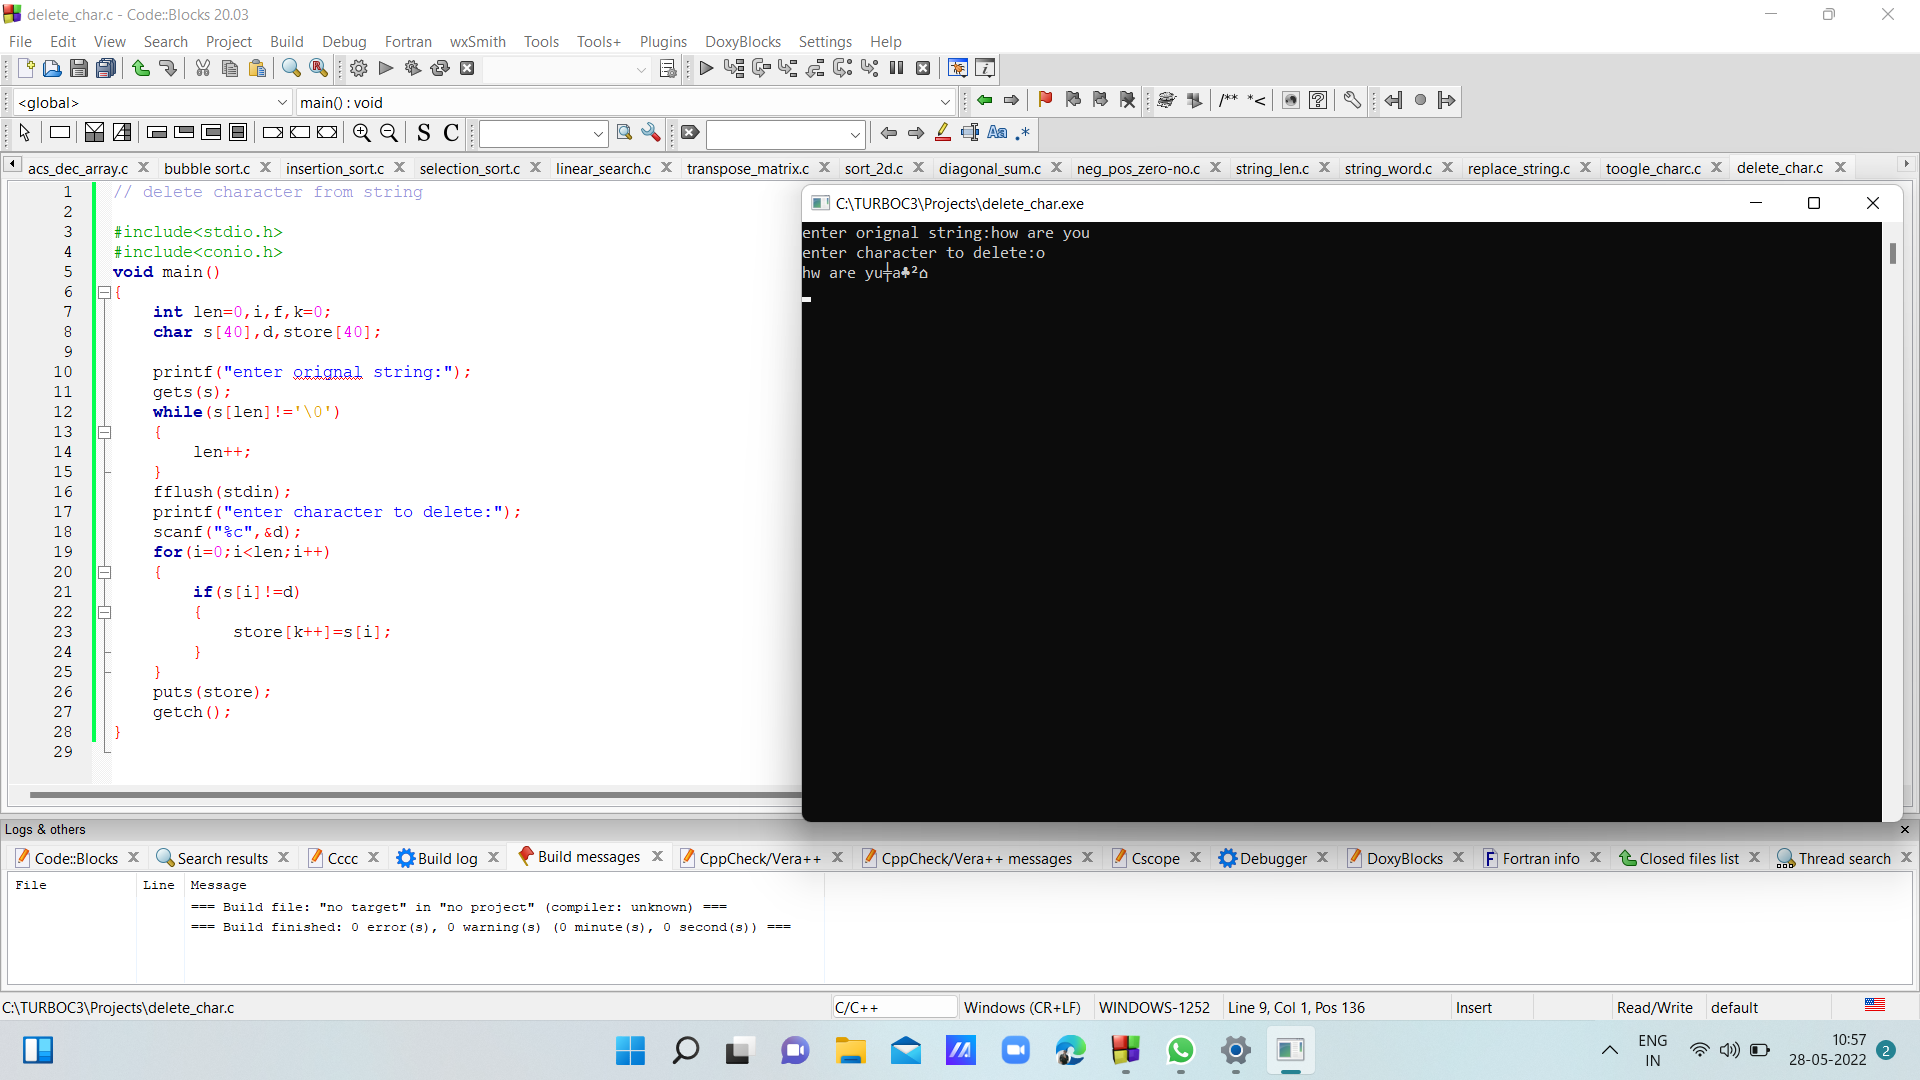 delete_char.c - Code::Blocks 20.03
File Edit View Search Project Build Debug Fortran wxSmith Tools Tools+ Plugins DoxyBlocks Settings Help
<global> main() : void /** *<
S C Aa .*
acs_dec_array.c bubble sort.c insertion_sort.c selection_sort.c linear_search.c transpose_matrix.c sort_2d.c diagonal_sum.c neg_pos_zero-no.c string_len.c string_word.c replace_string.c toogle_charc.c delete_char.c
1 // delete character from string
2
3 #include<stdio.h>
4 #include<conio.h>
5 void main()
6 {
7 int len=0,i,f,k=0;
8 char s[40],d,store[40];
9
10 printf("enter orignal string:");
11 gets(s);
12 while(s[len]!='\0')
13 {
14 len++;
15 }
16 fflush(stdin);
17 printf("enter character to delete:");
18 scanf("%c",&d);
19 for(i=0;i<len;i++)
20 {
21 if(s[i]!=d)
22 {
23 store[k++]=s[i];
24 }
25 }
26 puts(store);
27 getch();
28 }
29
C:\TURBOC3\Projects\delete_char.exe
enter orignal string:how are you
enter character to delete:o
hw are yu╪a♣²⌂
Logs & others
Code::Blocks Search results Cccc Build log Build messages CppCheck/Vera++ CppCheck/Vera++ messages Cscope Debugger DoxyBlocks Fortran info Closed files list Thread search
File Line Message
=== Build file: "no target" in "no project" (compiler: unknown) ===
=== Build finished: 0 error(s), 0 warning(s) (0 minute(s), 0 second(s)) ===
C:\TURBOC3\Projects\delete_char.c C/C++ Windows (CR+LF) WINDOWS-1252 Line 9, Col 1, Pos 136 Insert Read/Write default
ENG
IN
10:57
28-05-2022
2